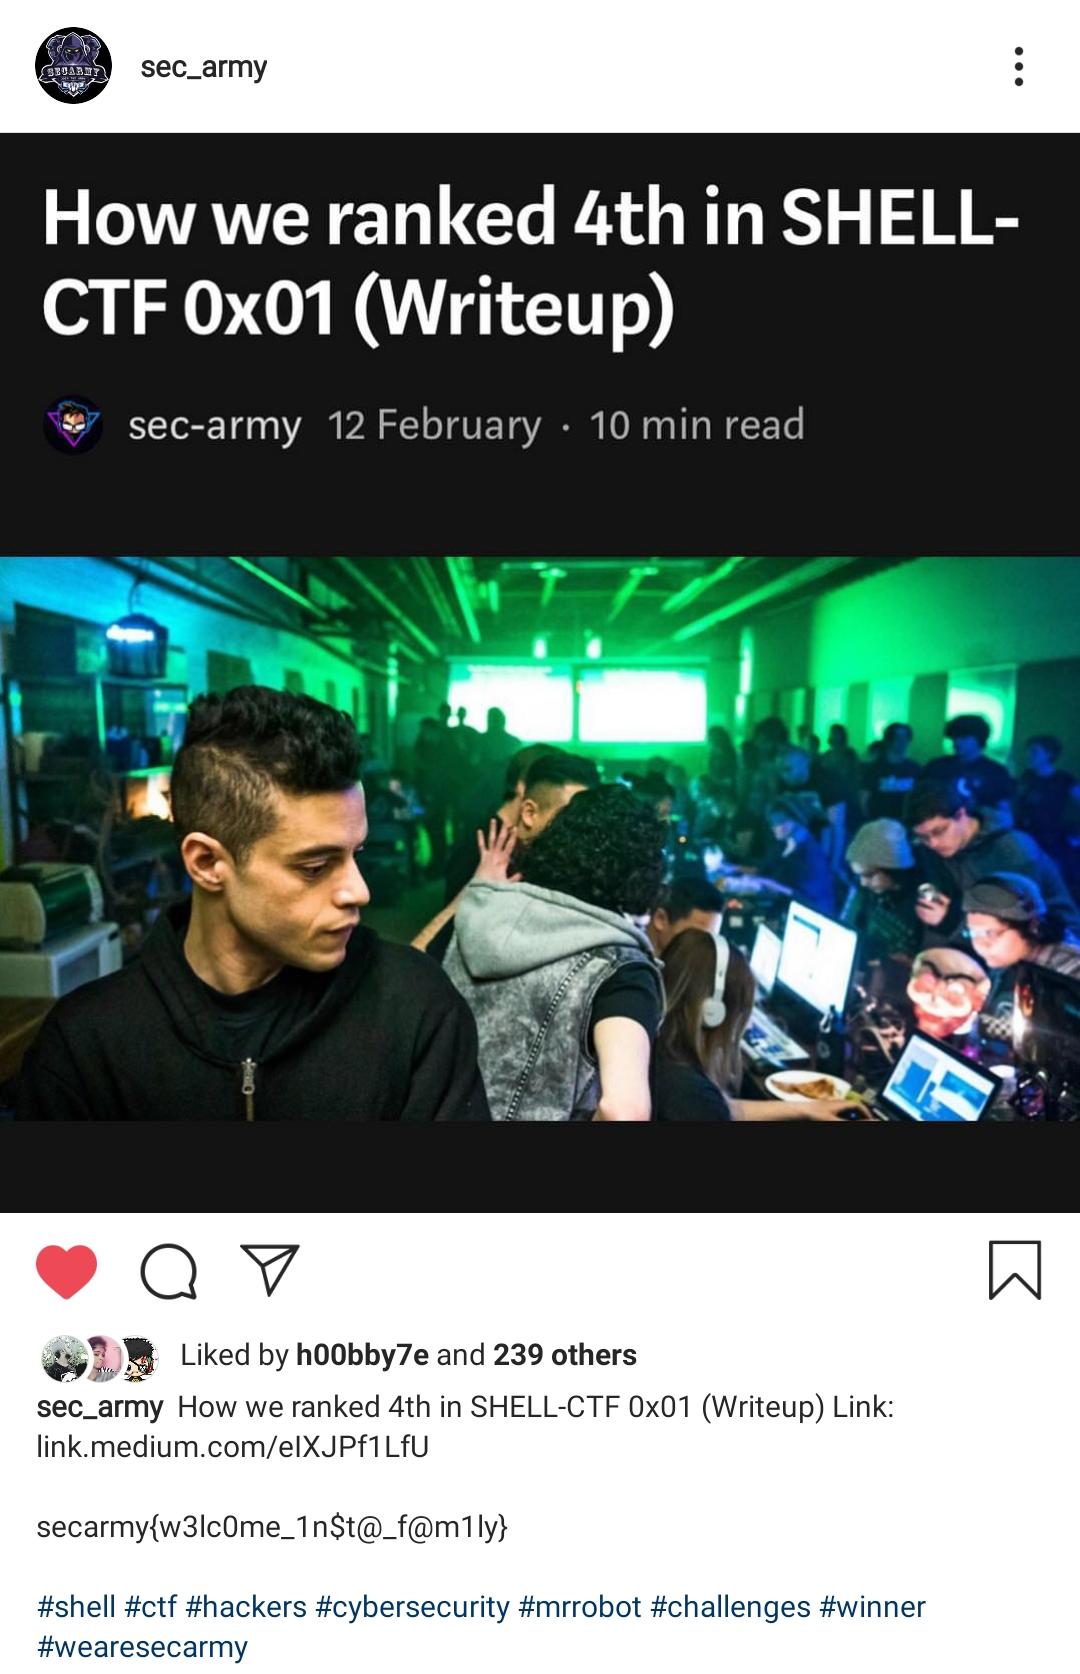 SECARMY
sec_army
How we ranked 4th in SHELL-
CTF 0x01 (Writeup)
sec-army 12 February · 10 min read
Liked by h00bby7e and 239 others
sec_army How we ranked 4th in SHELL-CTF 0x01 (Writeup) Link:
link.medium.com/eIXJPf1LfU
secarmy{w3lc0me_1n$t@_f@m1ly}
#shell #ctf #hackers #cybersecurity #mrrobot #challenges #winner
#wearesecarmy